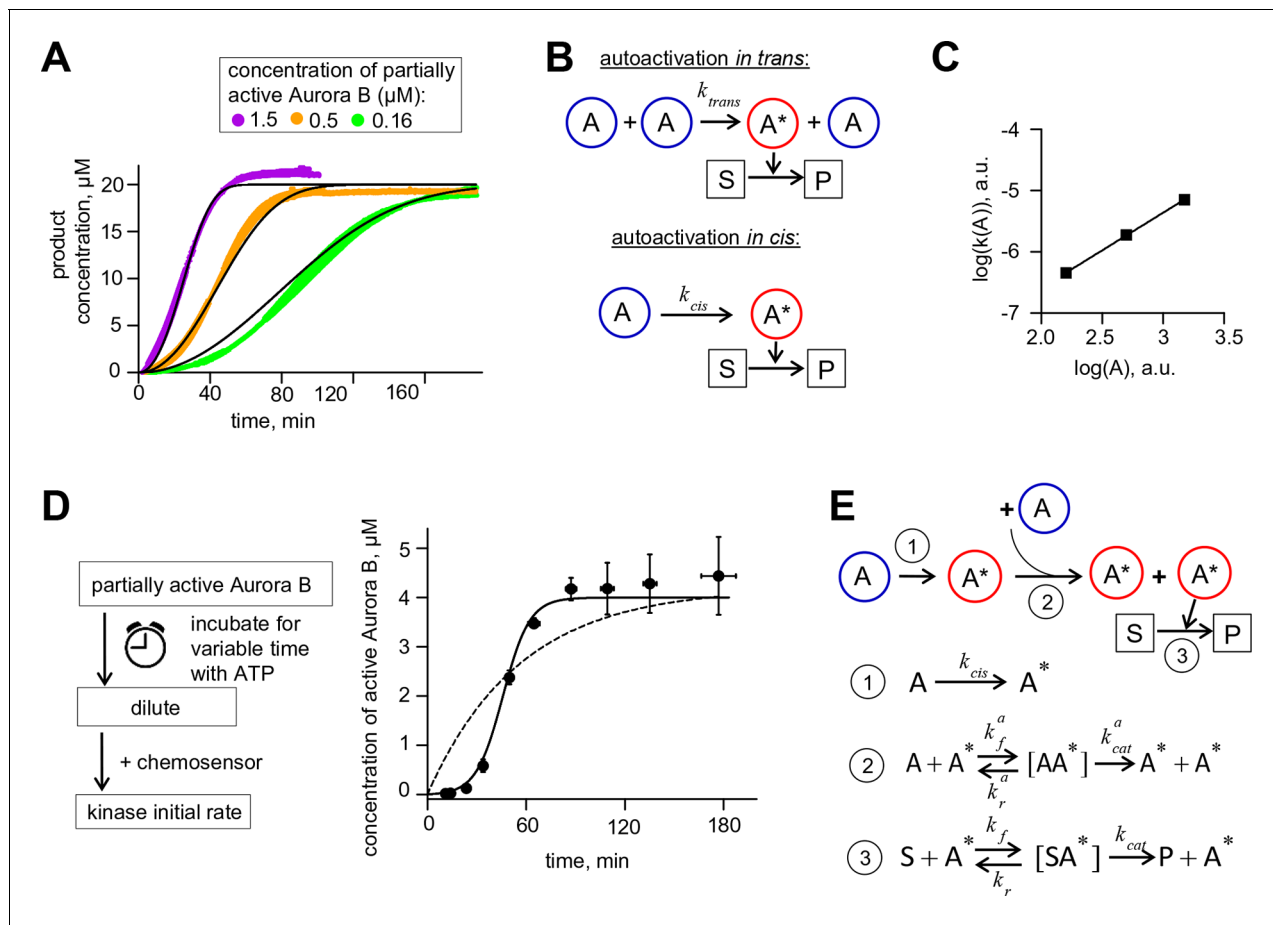 A
concentration of partially
active Aurora B (µM):
1.5 0.5 0.16
product
concentration, µM
20
15
10
5
0
0 40 80 120 160
time, min
B
autoactivation in trans:
A + A k_trans A* + A
S P
autoactivation in cis:
A k_cis A*
S P
C
log(k(A)), a.u.
-4
-5
-6
-7
2.0 2.5 3 3.5
log(A), a.u.
D
partially active Aurora B
incubate for
variable time
with ATP
dilute
+ chemosensor
kinase initial rate
concentration of active Aurora B, µM
5
4
3
2
1
0
0 60 120 180
time, min
E
+ A
A 1 A* 2 A* + A*
S 3 P
1 A k_cis A*
2 A + A* k_f^a k_r^a [AA*] k_cat^a A* + A*
3 S + A* k_f k_r [SA*] k_cat P + A*